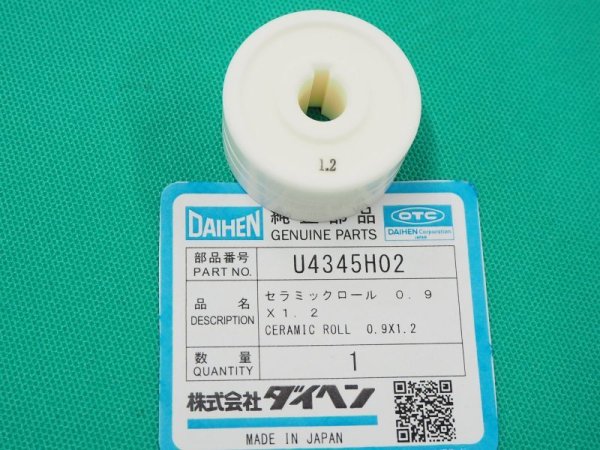 1.2
DAIHEN 純正部品 OTC
GENUINE PARTS DAIHEN Corporation
JAPAN
部品番号 U4345H02
PART NO.
品名 セラミックロール 0.9
X1.2
DESCRIPTION CERAMIC ROLL 0.9X1.2
数量 1
QUANTITY
株式会社ダイヘン
MADE IN JAPAN